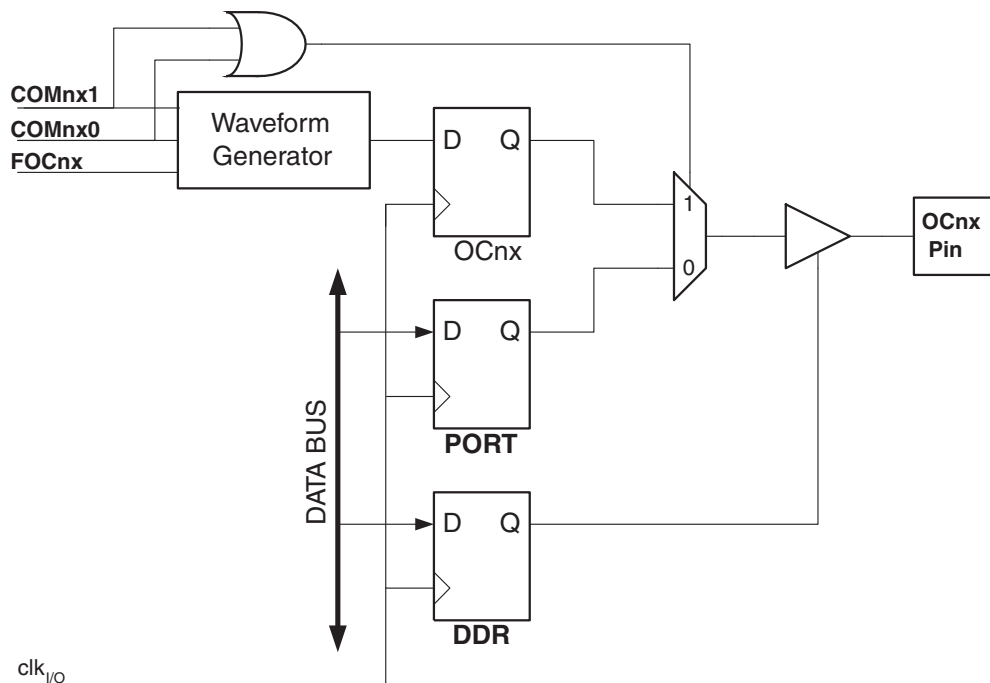 COMnx1
COMnx0
FOCnx
Waveform
Generator
D Q
OCnx
1
0
OCnx
Pin
D Q
PORT
DATA BUS
D Q
DDR
clkI/O